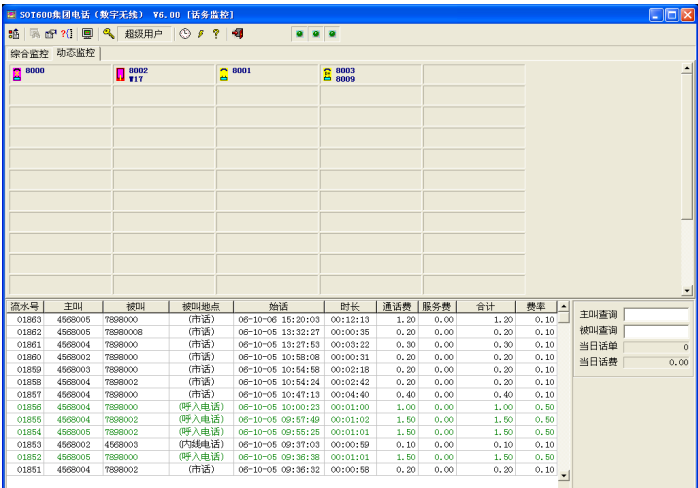 SOT600集团电话（数字无线） V6.00 [话务监控]
超级用户
综合监控 动态监控
8000 8002 8001 8003
W17 8009
流水号 主叫 被叫 被叫地点 始话 时长 通话费 服务费 合计 费率
01863 4568005 7898000 (市话) 06-10-06 15:20:03 00:12:13 1.20 0.00 1.20 0.10
01862 4568005 78980008 (市话) 06-10-05 13:32:27 00:00:35 0.20 0.00 0.20 0.10
01861 4568004 7898000 (市话) 06-10-05 13:27:53 00:03:22 0.30 0.00 0.30 0.10
01860 4568002 7898000 (市话) 06-10-05 10:58:08 00:00:31 0.20 0.00 0.20 0.10
01859 4568003 7898000 (市话) 06-10-05 10:54:58 00:02:18 0.20 0.00 0.20 0.10
01858 4568004 7898002 (市话) 06-10-05 10:54:24 00:02:42 0.20 0.00 0.20 0.10
01857 4568004 7898000 (市话) 06-10-05 10:47:13 00:04:40 0.40 0.00 0.40 0.10
01856 4568004 7898000 (呼入电话) 06-10-05 10:00:23 00:01:00 1.00 0.00 1.00 0.50
01855 4568004 7898002 (呼入电话) 06-10-05 09:57:49 00:01:02 1.50 0.00 1.50 0.50
01854 4568005 7898002 (呼入电话) 06-10-05 09:55:25 00:01:01 1.50 0.00 1.50 0.50
01853 4568002 4568003 (内线电话) 06-10-05 09:37:03 00:00:59 0.10 0.00 0.10 0.10
01852 4568005 7898000 (呼入电话) 06-10-05 09:36:38 00:01:01 1.50 0.00 1.50 0.50
01851 4568004 7898002 (市话) 06-10-05 09:36:32 00:00:58 0.20 0.00 0.20 0.10
主叫查询
被叫查询
当日话单 0
当日话费 0.00